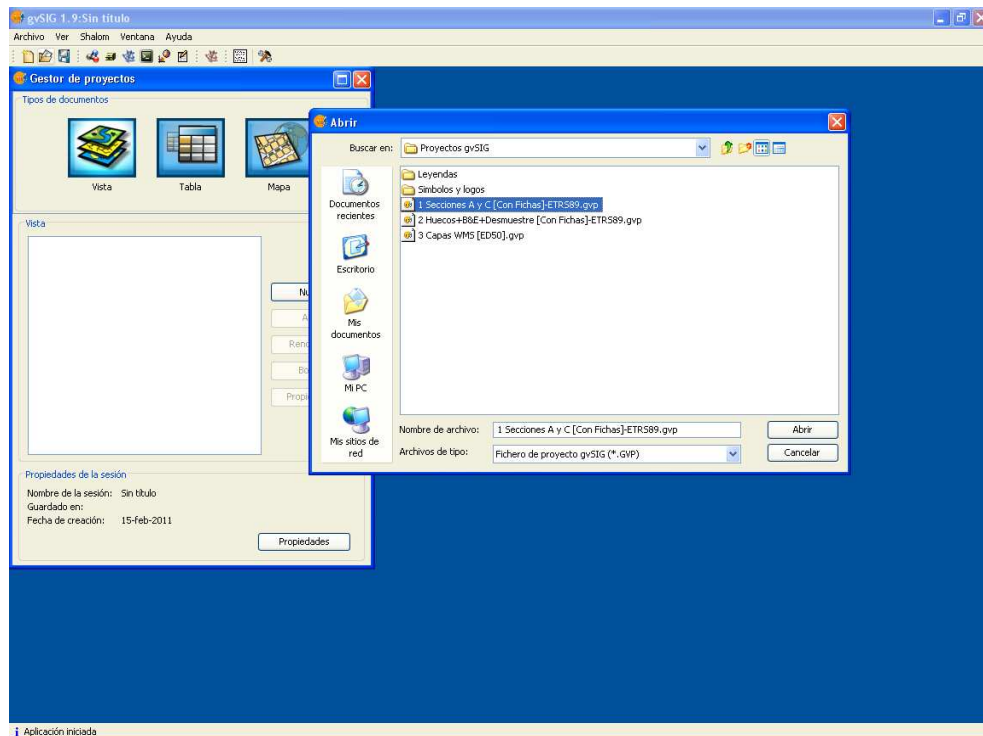 gvSIG 1.9:Sin título
Archivo Ver Shalom Ventana Ayuda
Gestor de proyectos
Tipos de documentos
Vista Tabla Mapa
Vista
Nu
A
Reno
Bo
Propi
Propiedades de la sesión
Nombre de la sesión: Sin título
Guardado en:
Fecha de creación: 15-feb-2011
Propiedades
Abrir
Buscar en: Proyectos gvSIG
Documentos
recientes
Escritorio
Mis
documentos
Mi PC
Mis sitios de
red
Leyendas
Simbolos y logos
1 Secciones A y C [Con Fichas]-ETRS89.gvp
2 Huecos+B&E+Desmuestre [Con Fichas]-ETRS89.gvp
3 Capas WMS [ED50].gvp
Nombre de archivo: 1 Secciones A y C [Con Fichas]-ETRS89.gvp
Abrir
Archivos de tipo: Fichero de proyecto gvSIG (*.GVP)
Cancelar
Aplicación iniciada